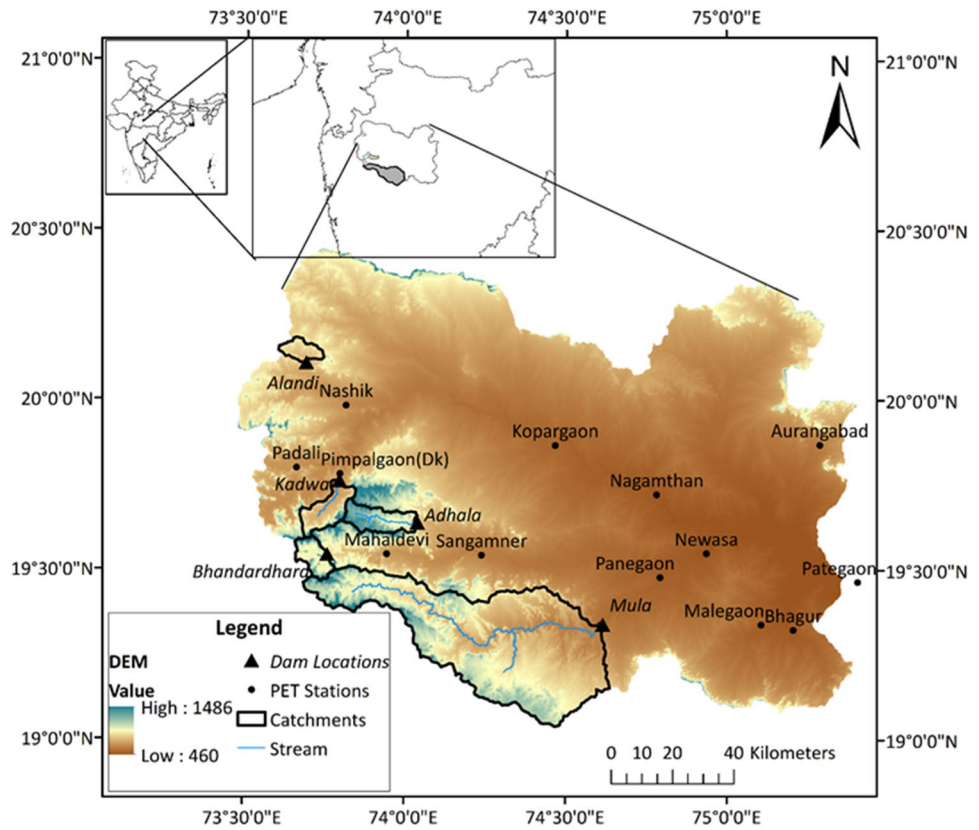 73°30'0"E 74°0'0"E 74°30'0"E 75°0'0"E
21°0'0"N 21°0'0"N
N
20°30'0"N 20°30'0"N
Alandi
Nashik
20°0'0"N 20°0'0"N
Kopargaon Aurangabad
Padali Pimpalgaon(Dk)
Kadwa
Nagamthan
Adhala
Mahaldevi Sangamner Newasa
19°30'0"N Bhandardhara Panegaon Pategaon 19°30'0"N
Mula Malegaon Bhagur
Legend
DEM
Value
High : 1486
Low : 460
Dam Locations
PET Stations
Catchments
Stream
19°0'0"N 19°0'0"N
0 10 20 40 Kilometers
73°30'0"E 74°0'0"E 74°30'0"E 75°0'0"E